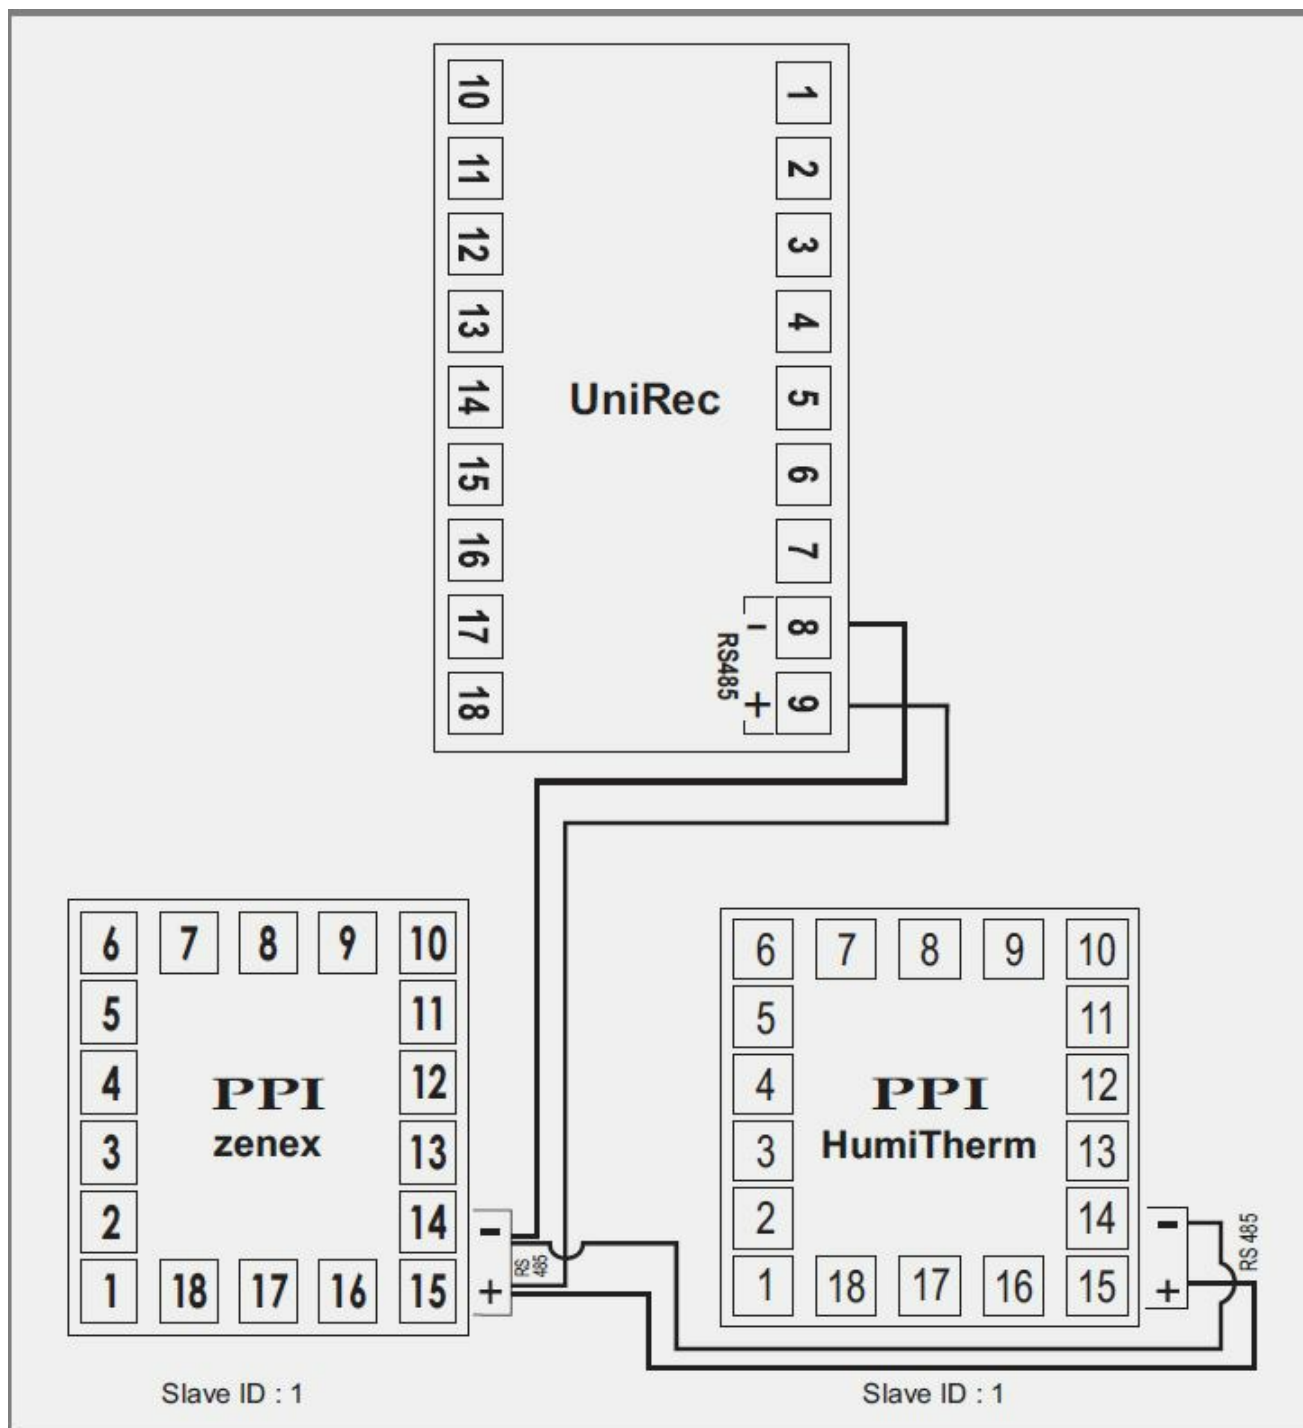 10 1
11 2
12 3
13 4
14 UniRec 5
15 6
16 7
17 - 8
RS485
18 + 9
6 7 8 9 10
5 11
4 PPI 12
3 zenex 13
2 14 -
RS 485
1 18 17 16 15 +
Slave ID : 1
6 7 8 9 10
5 11
4 PPI 12
3 HumiTherm 13
2 14 -
RS 485
1 18 17 16 15 +
Slave ID : 1